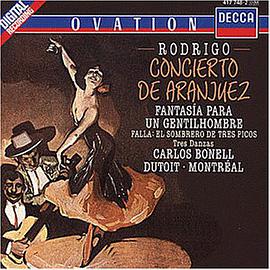 417 748-2
DIGITAL
RECORDING
OVATION
DECCA
RODRIGO
CONCIERTO
DE ARANJUEZ
FANTASÍA PARA
UN GENTILHOMBRE
FALLA: EL SOMBRERO DE TRES PICOS
Tres Danzas
CARLOS BONELL
DUTOIT · MONTRÉAL